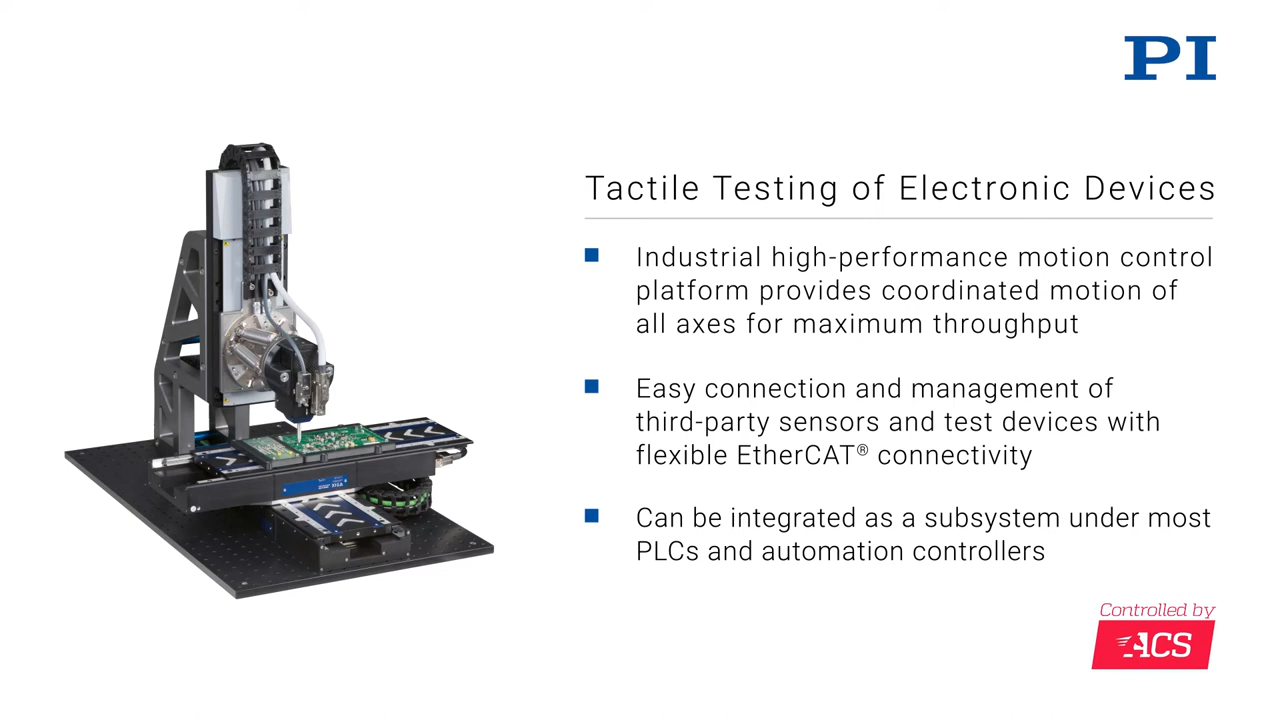 PI
Tactile Testing of Electronic Devices
Industrial high-performance motion control
platform provides coordinated motion of
all axes for maximum throughput
Easy connection and management of
third-party sensors and test devices with
flexible EtherCAT® connectivity
Can be integrated as a subsystem under most
PLCs and automation controllers
Controlled by
ACS